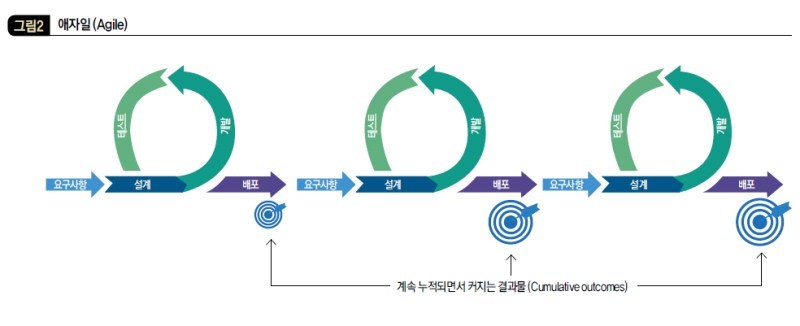 그림2 애자일 (Agile)
테스트
개발
요구사항
설계
배포
테스트
개발
요구사항
설계
배포
테스트
개발
요구사항
설계
배포
계속 누적되면서 커지는 결과물 (Cumulative outcomes)